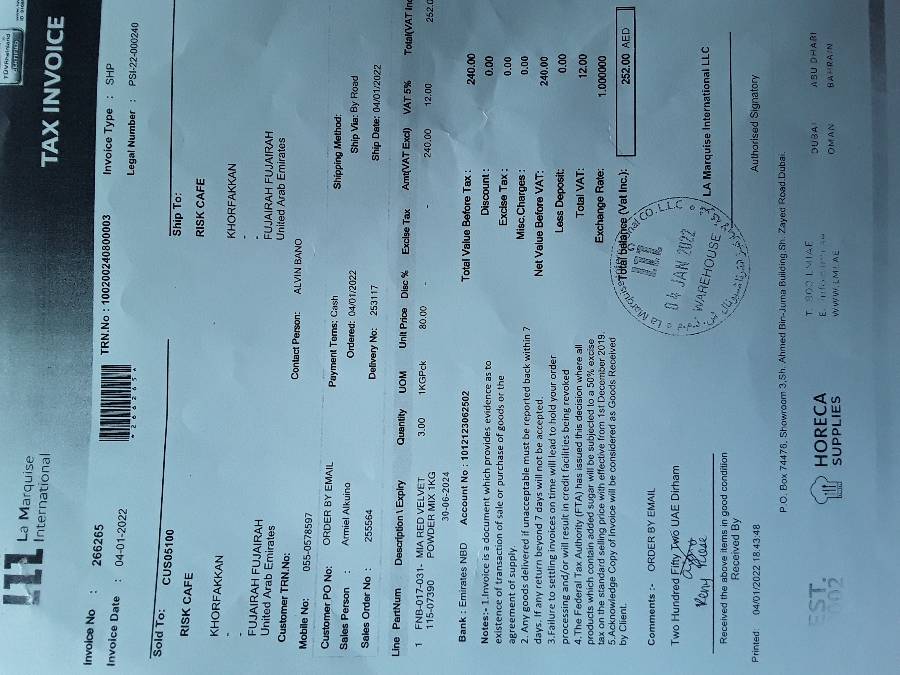 La Marquise
International
TAX INVOICE
Invoice No : 266265
*266265*
TRN.No : 100200240800003
Invoice Type : SHP
Invoice Date : 04-01-2022
Legal Number : PSI-22-000240
Sold To: CUS05100
Ship To:
RISK CAFE
RISK CAFE
KHORFAKKAN
KHORFAKKAN
-
-
-
-
FUJAIRAH FUJAIRAH
FUJAIRAH FUJAIRAH
United Arab Emirates
United Arab Emirates
Customer TRN.No:
Mobile No: 055-0578597
Contact Person: ALVIN BANO
Customer PO No: ORDER BY EMAIL
Payment Terms: Cash
Shipping Method:
Sales Person : Armiel Alkuino
Ordered: 04/01/2022
Ship Via: By Road
Sales Order No : 255564
Delivery No: 253117
Ship Date: 04/01/2022
Line PartNum Description \ Expiry Quantity UOM Unit Price Disc % Excise Tax Amt(VAT Excl) VAT 5% Total(VAT Inc
1 FNB-017-031- MIA RED VELVET 3.00 1KGPck 80.00 - - 240.00 12.00 252.0
115-07390 POWDER MIX 1KG
30-06-2024
Bank : Emirates NBD Account No : 1012123062502
Total Value Before Tax : 240.00
Discount : 0.00
Excise Tax : 0.00
Misc.Charges : 0.00
Net Value Before VAT: 240.00
Less Deposit: 0.00
Total VAT: 12.00
Exchange Rate: 1.000000
Total balance (Vat Inc.): 252.00 AED
Notes:- 1.Invoice is a document which provides evidence as to
existence of transaction of sale or purchase of goods or the
agreement of supply.
2. Any goods delivered if unacceptable must be reported back within 7
days. If any return beyond 7 days will not be accepted.
3.Failure to settling invoices on time will lead to hold your order
processing and/or will result in credit facilities being revoked
4.The Federal Tax Authority (FTA) has issued this decision where all
products which contain added sugar will be subjected to a 50% excise
tax on the standard selling price with effective from 1st December 2019.
5.Acknowledge Copy of Invoice will be considered as Goods Received
by Client.
La Marquise
CO. L.L.C
04 JAN 2022
WAREHOUSE
Comments :- ORDER BY EMAIL
Two Hundred Fifty Two UAE Dirham
LA Marquise International LLC
Received the above items in good condition
Received By
Authorised Signatory
Printed: 04/01/2022 18:43:48
P.O. Box 74476, Showroom 3,Sh. Ahmed Bin-Juma Building,Sh. Zayed Road,Dubai.
EST.
2002
HORECA
SUPPLIES
T 800 LMUAE
WWW.LMI.AE
DUBAI
ABU DHABI
OMAN
BAHRAIN